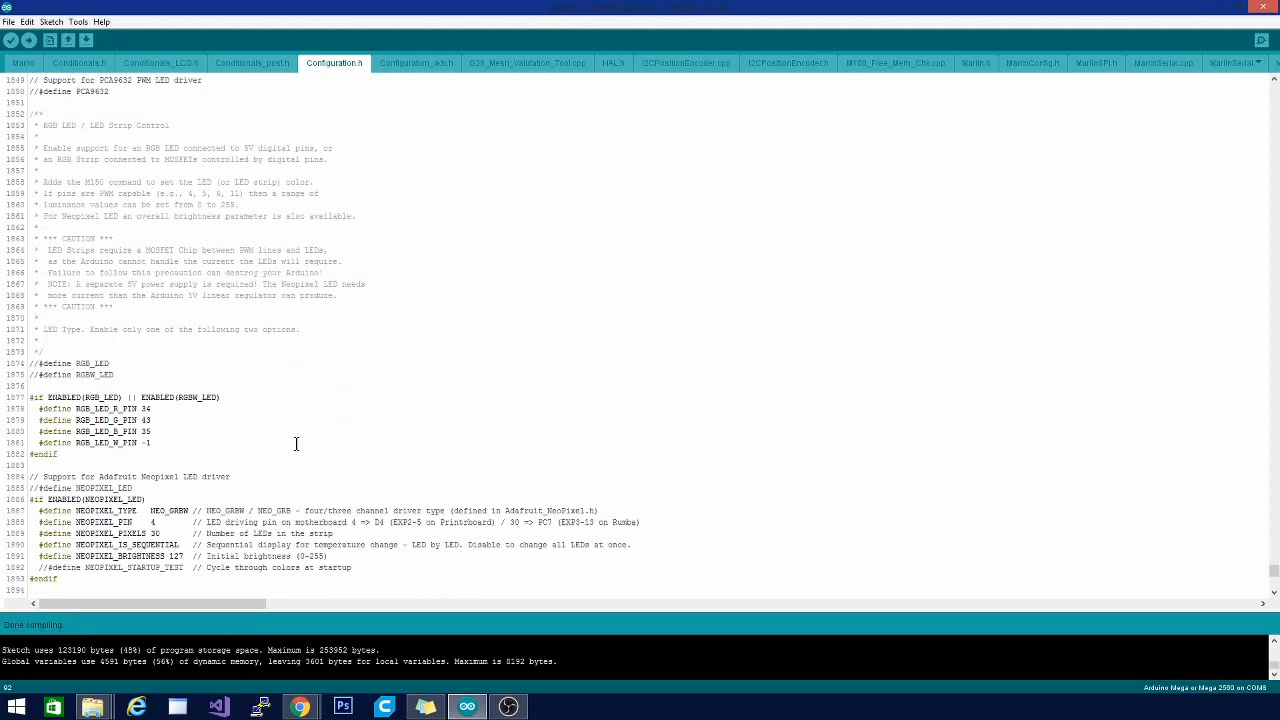 File Edit Sketch Tools Help
Marlin Conditionals.h Conditionals_LCD.h Conditionals_post.h Configuration.h Configuration_adv.h G26_Mesh_Validation_Tool.cpp HAL.h I2CPositionEncoder.cpp I2CPositionEncoder.h M100_Free_Mem_Chk.cpp Marlin.h MarlinConfig.h MarlinSPI.h MarlinSerial.cpp MarlinSerial
1849 // Support for PCA9632 PWM LED driver
1850 //#define PCA9632
1851
1852 /**
1853 * RGB LED / LED Strip Control
1854 *
1855 * Enable support for an RGB LED connected to 5V digital pins, or
1856 * an RGB Strip connected to MOSFETs controlled by digital pins.
1857 *
1858 * Adds the M150 command to set the LED (or LED strip) color.
1859 * If pins are PWM capable (e.g., 4, 5, 6, 11) then a range of
1860 * luminance values can be set from 0 to 255.
1861 * For Neopixel LED an overall brightness parameter is also available.
1862 *
1863 * *** CAUTION ***
1864 * LED Strips require a MOSFET Chip between PWM lines and LEDs,
1865 * as the Arduino cannot handle the current the LEDs will require.
1866 * Failure to follow this precaution can destroy your Arduino!
1867 * NOTE: A separate 5V power supply is required! The Neopixel LED needs
1868 * more current than the Arduino 5V linear regulator can produce.
1869 * *** CAUTION ***
1870 *
1871 * LED Type. Enable only one of the following two options.
1872 *
1873 */
1874 //#define RGB_LED
1875 //#define RGBW_LED
1876
1877 #if ENABLED(RGB_LED) || ENABLED(RGBW_LED)
1878 #define RGB_LED_R_PIN 34
1879 #define RGB_LED_G_PIN 43
1880 #define RGB_LED_B_PIN 35
1881 #define RGB_LED_W_PIN -1
1882 #endif
1883
1884 // Support for Adafruit Neopixel LED driver
1885 //#define NEOPIXEL_LED
1886 #if ENABLED(NEOPIXEL_LED)
1887 #define NEOPIXEL_TYPE NEO_GRBW // NEO_GRBW / NEO_GRB - four/three channel driver type (defined in Adafruit_NeoPixel.h)
1888 #define NEOPIXEL_PIN 4 // LED driving pin on motherboard 4 => D4 (EXP2-5 on Printrboard) / 30 => PC7 (EXP3-13 on Rumba)
1889 #define NEOPIXEL_PIXELS 30 // Number of LEDs in the strip
1890 #define NEOPIXEL_IS_SEQUENTIAL // Sequential display for temperature change - LED by LED. Disable to change all LEDs at once.
1891 #define NEOPIXEL_BRIGHTNESS 127 // Initial brightness (0-255)
1892 //#define NEOPIXEL_STARTUP_TEST // Cycle through colors at startup
1893 #endif
1894
Done compiling.
Sketch uses 123190 bytes (48%) of program storage space. Maximum is 253952 bytes.
Global variables use 4591 bytes (56%) of dynamic memory, leaving 3601 bytes for local variables. Maximum is 8192 bytes.
92 Arduino Mega or Mega 2560 on COM8
Ps